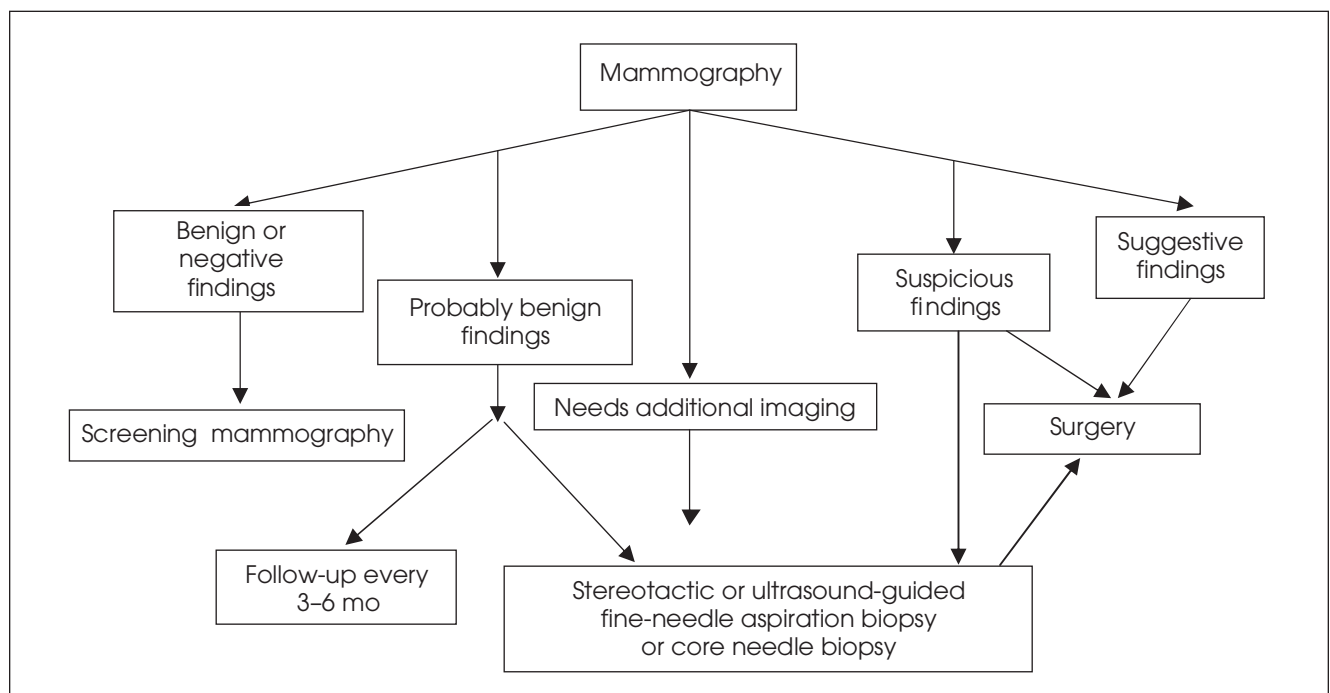 Mammography
Benign or
negative
findings
Probably benign
findings
Needs additional imaging
Suspicious
findings
Suggestive
findings
Screening mammography
Surgery
Follow-up every
3–6 mo
Stereotactic or ultrasound-guided
fine-needle aspiration biopsy
or core needle biopsy